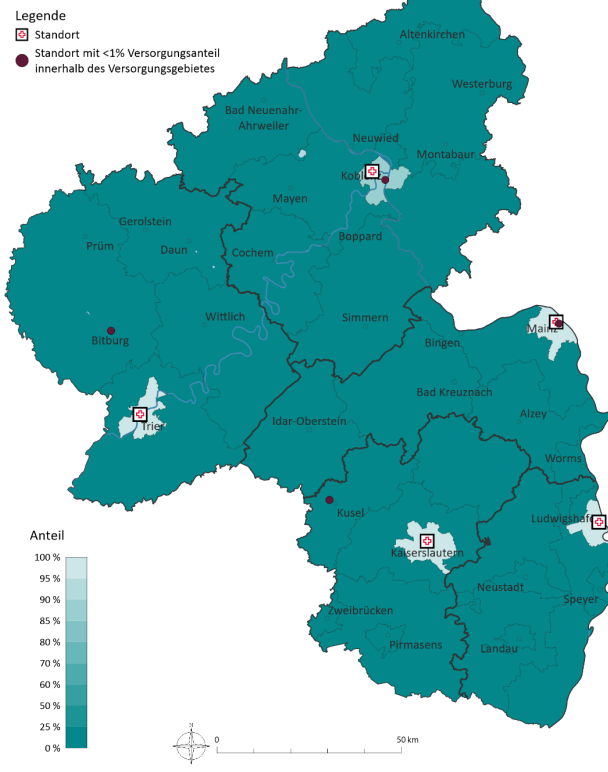 Legende
Standort
Standort mit <1% Versorgungsanteil
innerhalb des Versorgungsgebietes
Altenkirchen
Westerburg
Bad Neuenahr-
Ahrweiler
Neuwied
Montabaur
Mayen
Gerolstein
Prüm
Daun
Cochem
Boppard
Wittlich
Simmern
Bitburg
Mainz
Bingen
Bad Kreuznach
Trier
Idar-Oberstein
Alzey
Worms
Kusel
Ludwigshafe
Kaiserslautern
Neustadt
Speyer
Zweibrücken
Pirmasens
Landau
Anteil
100 %
95 %
90 %
85 %
80 %
70 %
60 %
50 %
25 %
0 %
N
0
50 km